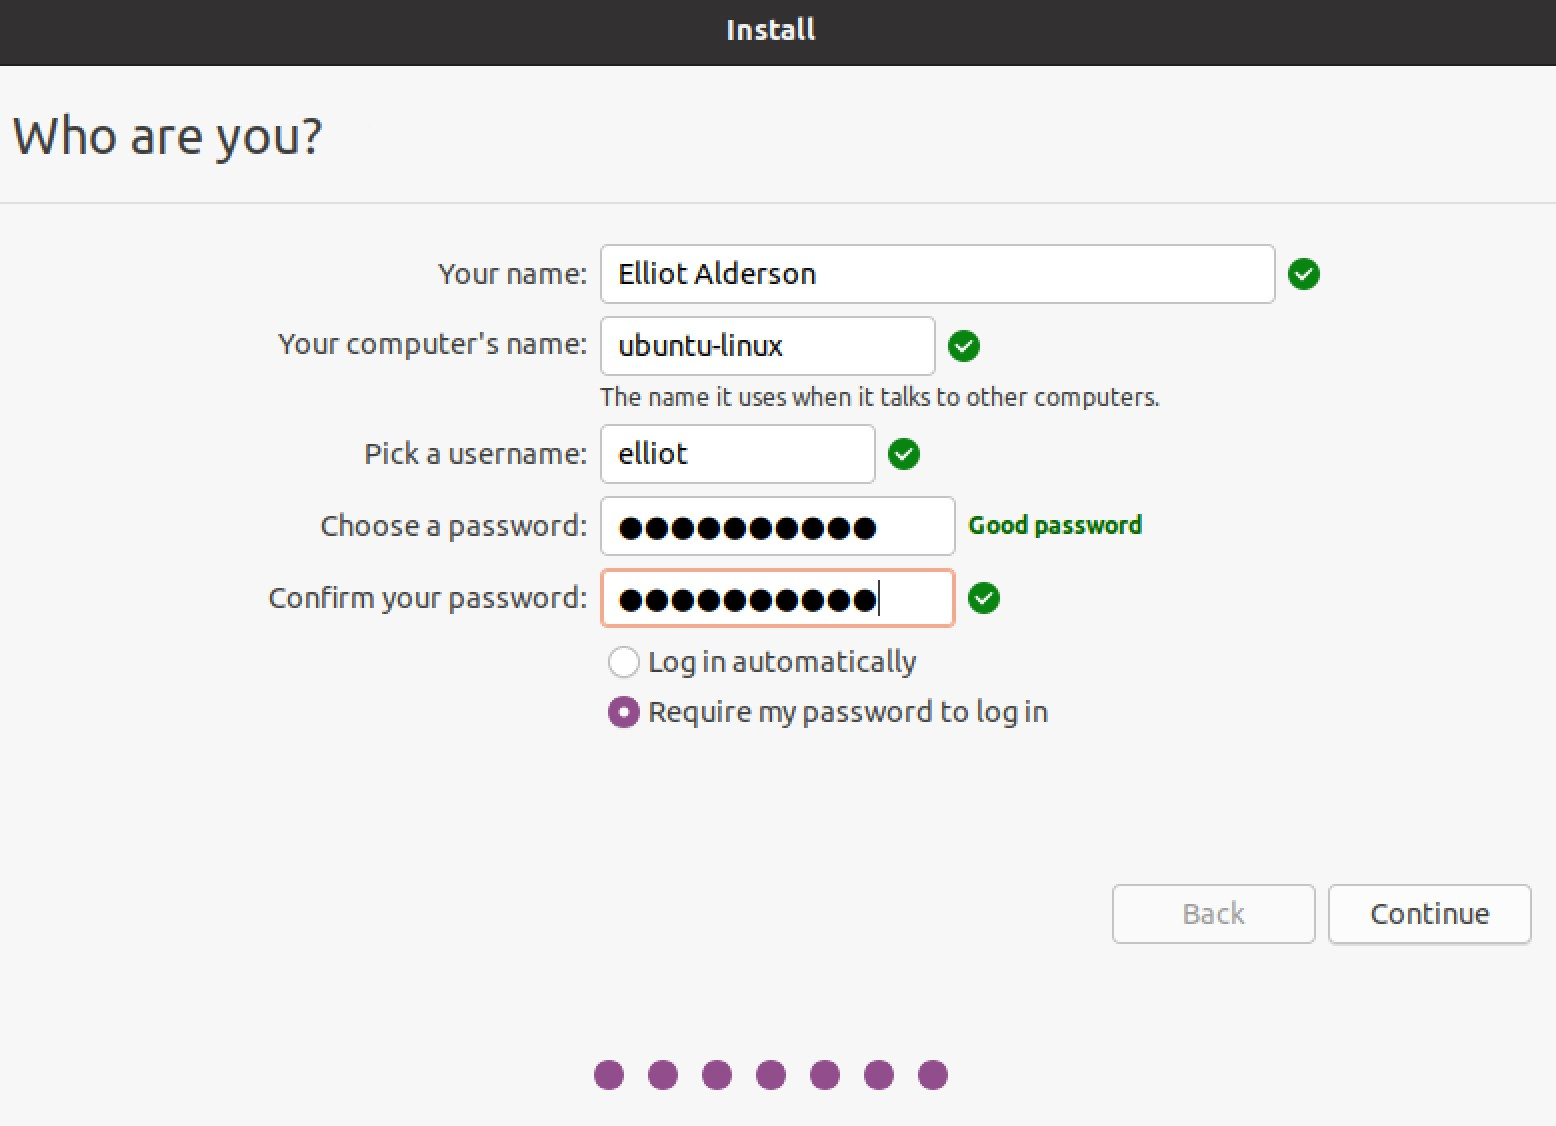 Install
Who are you?
Your name: Elliot Alderson
Your computer's name: ubuntu-linux
The name it uses when it talks to other computers.
Pick a username: elliot
Choose a password: ●●●●●●●●●● Good password
Confirm your password: ●●●●●●●●●●
Log in automatically
Require my password to log in
Back Continue